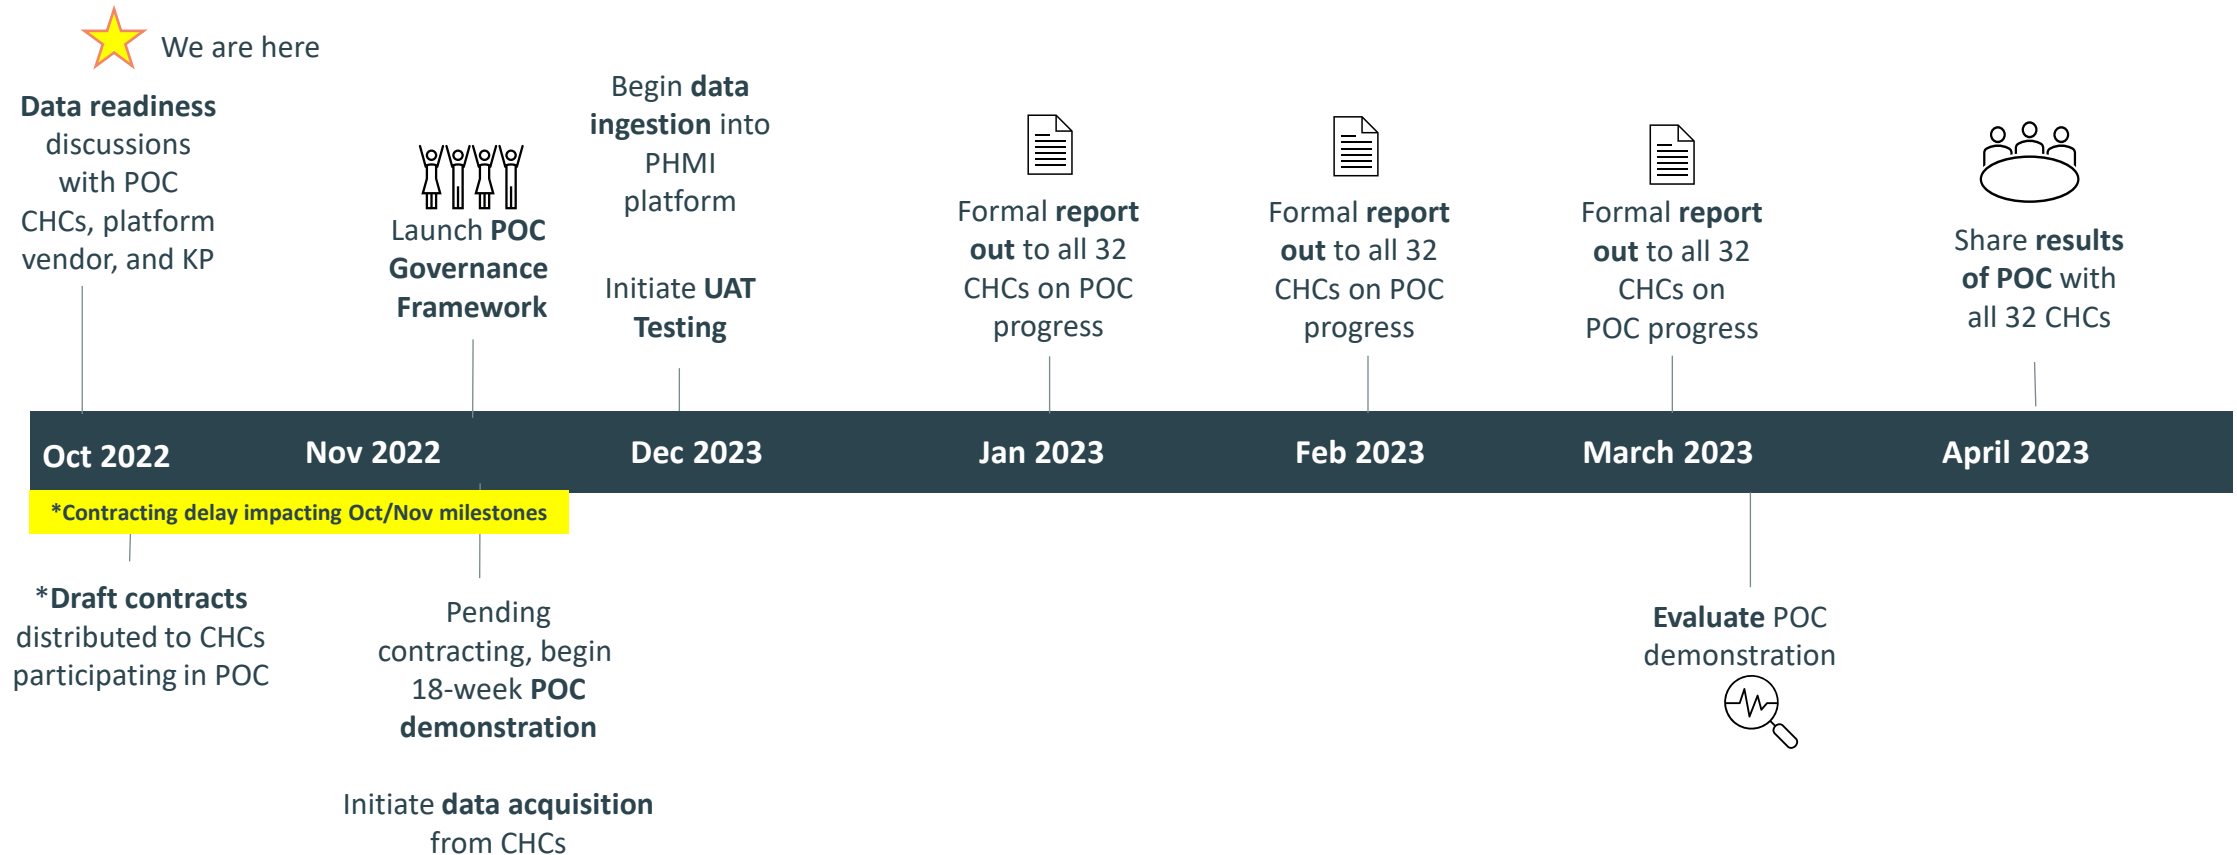 We are here
Data readiness
discussions
with POC
CHCs, platform
vendor, and KP
Launch POC
Governance
Framework
Begin data
ingestion into
PHMI
platform
Initiate UAT
Testing
Formal report
out to all 32
CHCs on POC
progress
Formal report
out to all 32
CHCs on POC
progress
Formal report
out to all 32
CHCs on
POC progress
Share results
of POC with
all 32 CHCs
Oct 2022
Nov 2022
Dec 2023
Jan 2023
Feb 2023
March 2023
April 2023
*Contracting delay impacting Oct/Nov milestones
*Draft contracts
distributed to CHCs
participating in POC
Pending
contracting, begin
18-week POC
demonstration
Initiate data acquisition
from CHCs
Evaluate POC
demonstration